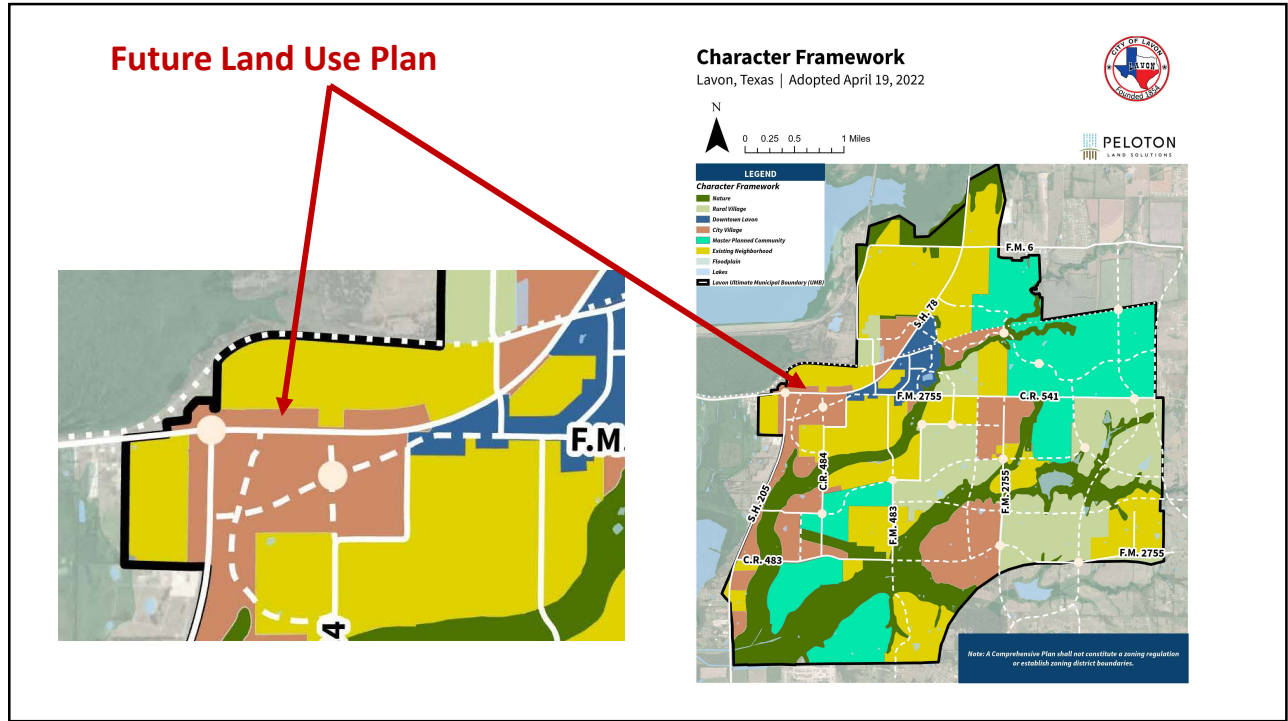 Future Land Use Plan
Character Framework
Lavon, Texas | Adopted April 19, 2022
CITY OF LAVON
LAVON
Founded 1854
N
0 0.25 0.5 1 Miles
PELOTON
LAND SOLUTIONS
LEGEND
Character Framework
Nature
Rural Village
Downtown Lavon
City Village
Master Planned Community
Existing Neighborhood
Floodplain
Lakes
Lavon Ultimate Municipal Boundary (UMB)
F.M. 6
S.H. 78
F.M. 2755
C.R. 541
C.R. 484
S.H. 205
F.M. 483
F.M. 2755
C.R. 483
F.M. 2755
Note: A Comprehensive Plan shall not constitute a zoning regulation
or establish zoning district boundaries.
F.M.
4